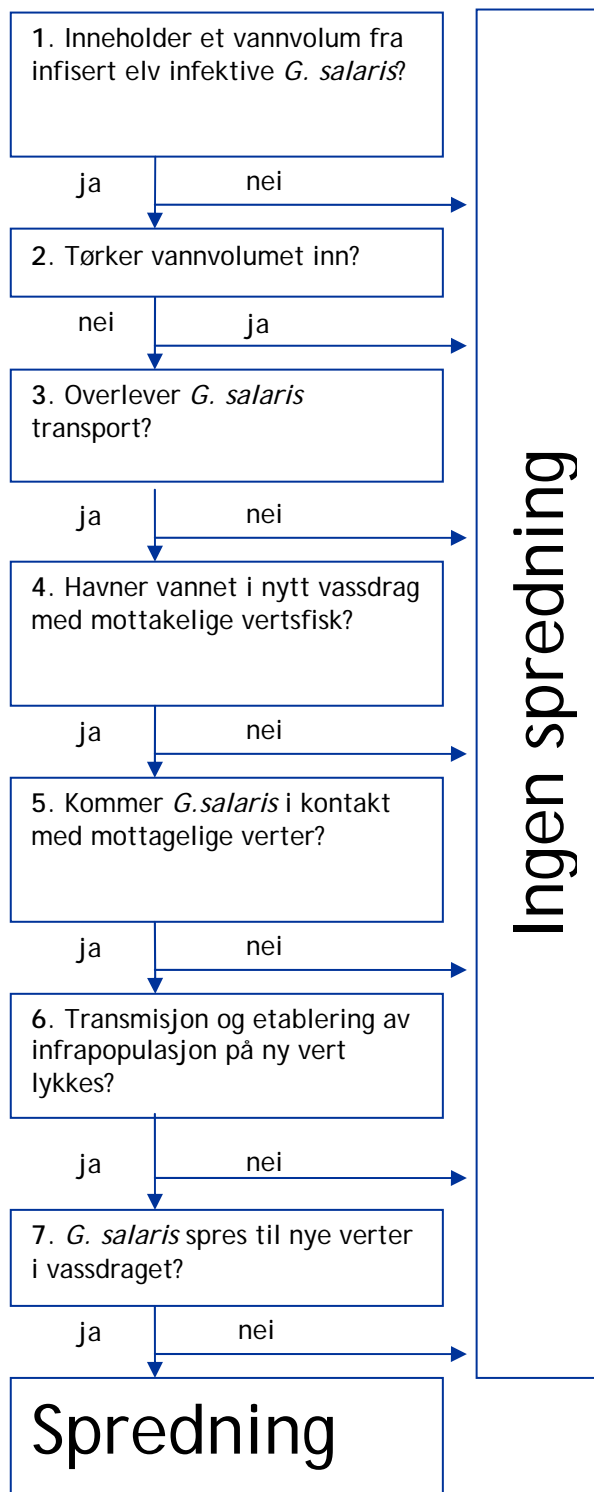 1. Inneholder et vannvolum fra
infisert elv infektive G. salaris?
ja
nei
2. Tørker vannvolumet inn?
nei
ja
3. Overlever G. salaris
transport?
ja
nei
4. Havner vannet i nytt vassdrag
med mottakelige vertsfisk?
ja
nei
5. Kommer G.salaris i kontakt
med mottagelige verter?
ja
nei
6. Transmisjon og etablering av
infrapopulasjon på ny vert
lykkes?
ja
nei
7. G. salaris spres til nye verter
i vassdraget?
ja
nei
Spredning
Ingen spredning